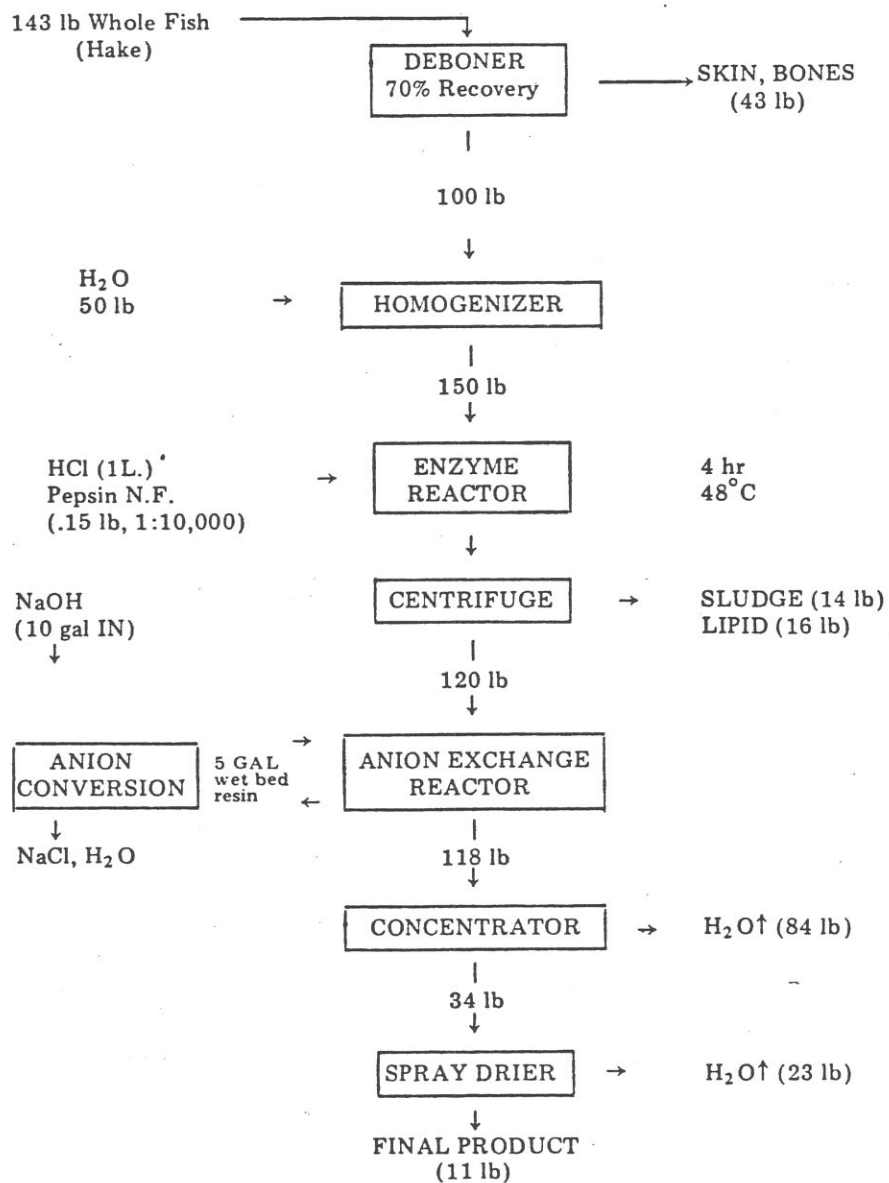 143 lb Whole Fish
(Hake)
DEBONER
70% Recovery
SKIN, BONES
(43 lb)
100 lb
H₂O
50 lb
HOMOGENIZER
150 lb
HCl (1L.)
Pepsin N.F.
(.15 lb, 1:10,000)
ENZYME
REACTOR
4 hr
48°C
NaOH
(10 gal IN)
CENTRIFUGE
SLUDGE (14 lb)
LIPID (16 lb)
120 lb
ANION
CONVERSION
5 GAL
wet bed
resin
ANION EXCHANGE
REACTOR
NaCl, H₂O
118 lb
CONCENTRATOR
H₂O↑ (84 lb)
34 lb
SPRAY DRIER
H₂O↑ (23 lb)
FINAL PRODUCT
(11 lb)